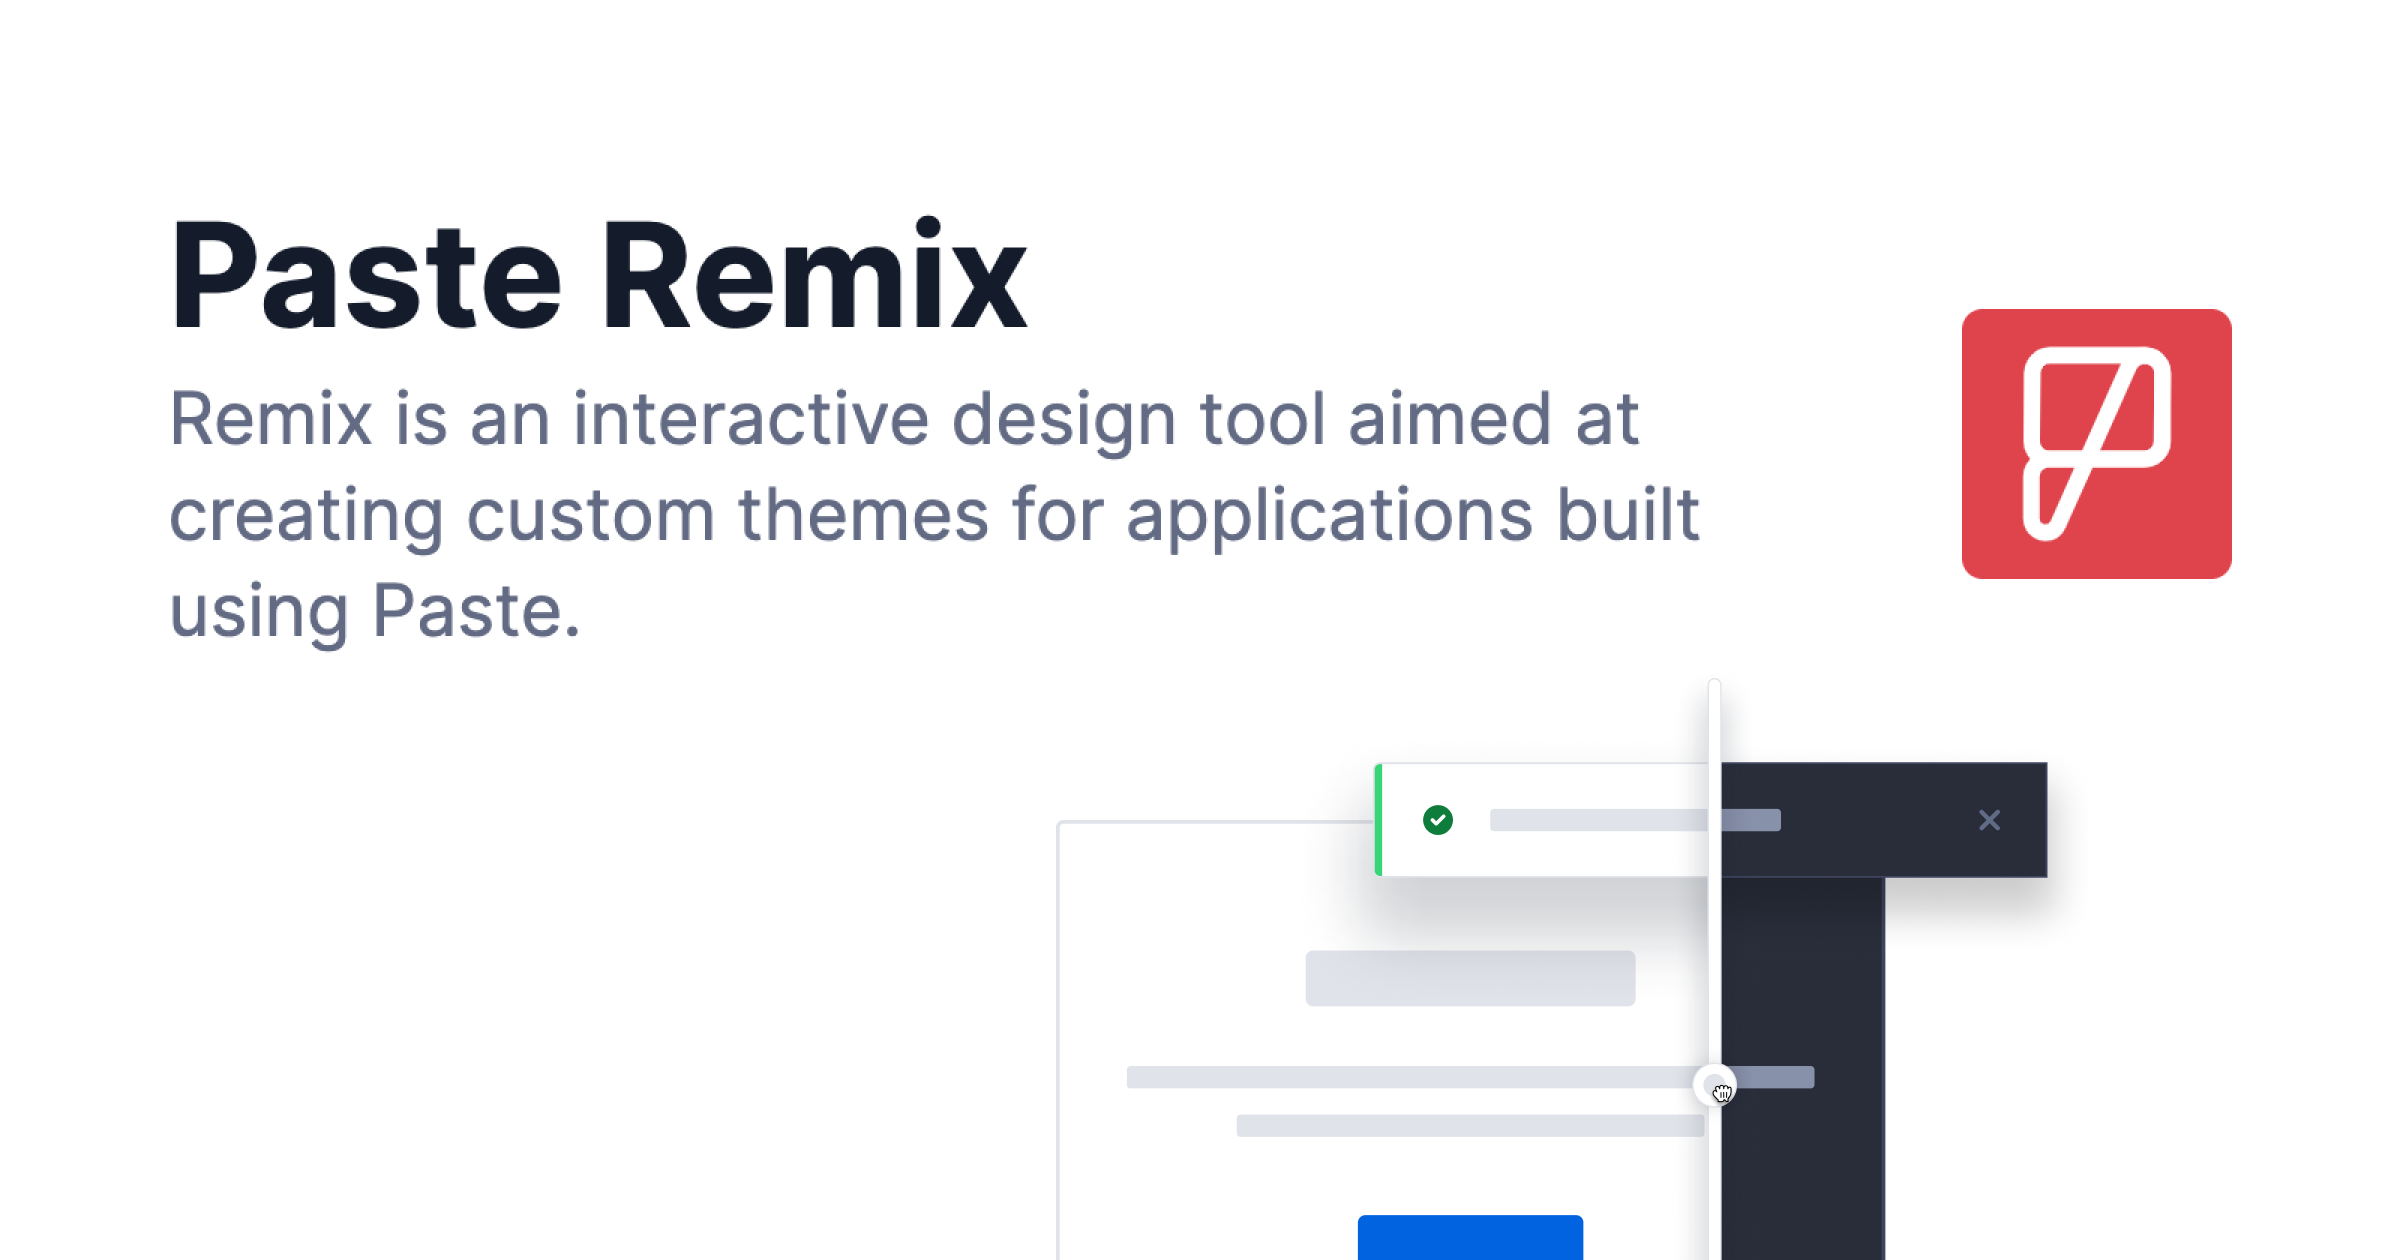 Paste Remix
Remix is an interactive design tool aimed at
creating custom themes for applications built
using Paste.